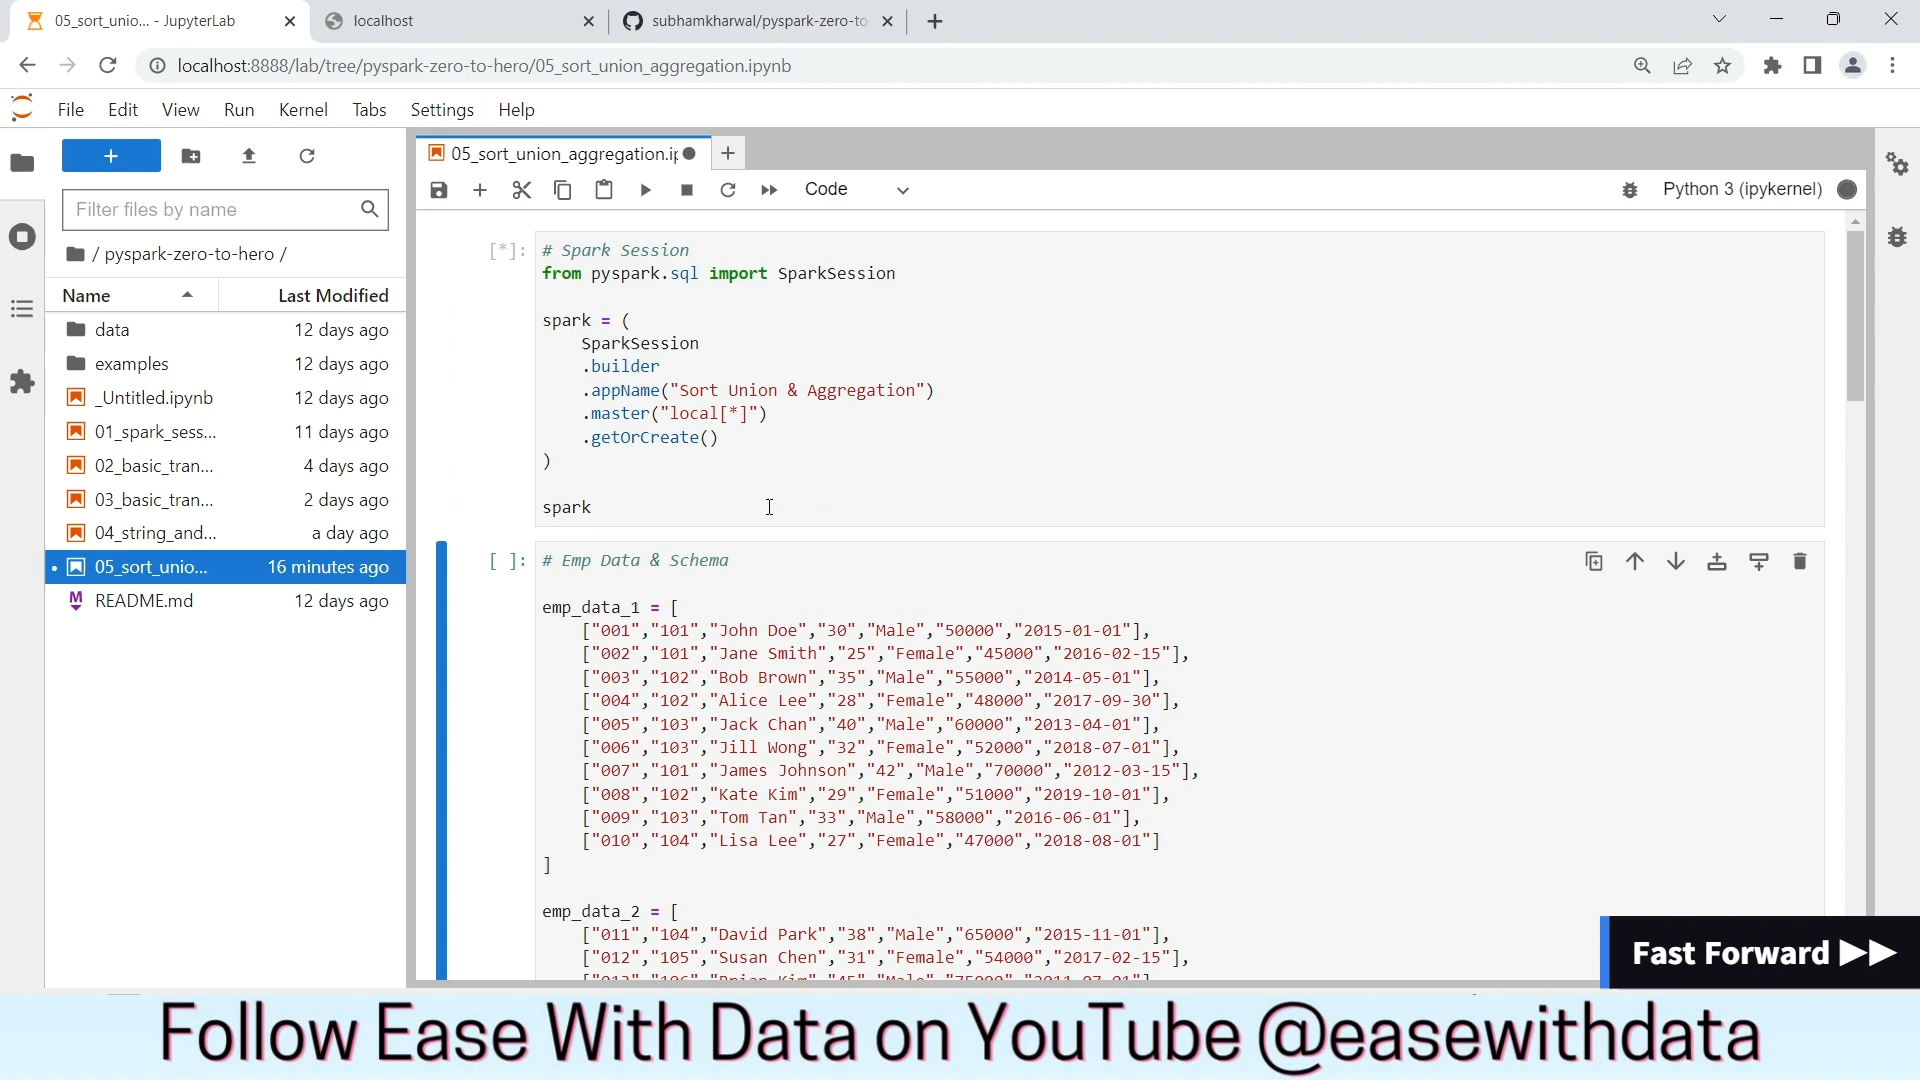 05_sort_unio... - JupyterLab
localhost
subhamkharwal/pyspark-zero-to-
localhost:8888/lab/tree/pyspark-zero-to-hero/05_sort_union_aggregation.ipynb
File Edit View Run Kernel Tabs Settings Help
05_sort_union_aggregation.ip
Filter files by name
/ pyspark-zero-to-hero /
Name Last Modified
data 12 days ago
examples 12 days ago
_Untitled.ipynb 12 days ago
01_spark_sess... 11 days ago
02_basic_tran... 4 days ago
03_basic_tran... 2 days ago
04_string_and... a day ago
05_sort_unio... 16 minutes ago
README.md 12 days ago
Code
Python 3 (ipykernel)
[*]: # Spark Session
from pyspark.sql import SparkSession
spark = (
SparkSession
.builder
.appName("Sort Union & Aggregation")
.master("local[*]")
.getOrCreate()
)
spark
[ ]: # Emp Data & Schema
emp_data_1 = [
["001","101","John Doe","30","Male","50000","2015-01-01"],
["002","101","Jane Smith","25","Female","45000","2016-02-15"],
["003","102","Bob Brown","35","Male","55000","2014-05-01"],
["004","102","Alice Lee","28","Female","48000","2017-09-30"],
["005","103","Jack Chan","40","Male","60000","2013-04-01"],
["006","103","Jill Wong","32","Female","52000","2018-07-01"],
["007","101","James Johnson","42","Male","70000","2012-03-15"],
["008","102","Kate Kim","29","Female","51000","2019-10-01"],
["009","103","Tom Tan","33","Male","58000","2016-06-01"],
["010","104","Lisa Lee","27","Female","47000","2018-08-01"]
]
emp_data_2 = [
["011","104","David Park","38","Male","65000","2015-11-01"],
["012","105","Susan Chen","31","Female","54000","2017-02-15"],
Fast Forward
Follow Ease With Data on YouTube @easewithdata